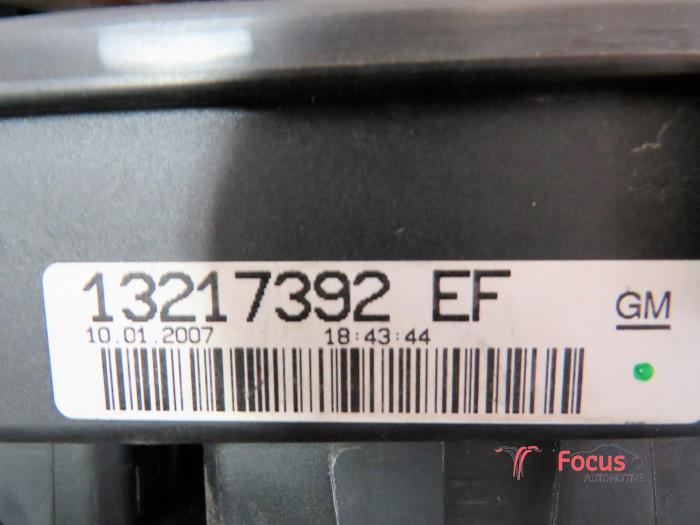 13217392 EF
GM
10.01.2007 18:43:44
Focus
AUTOMOTIVE